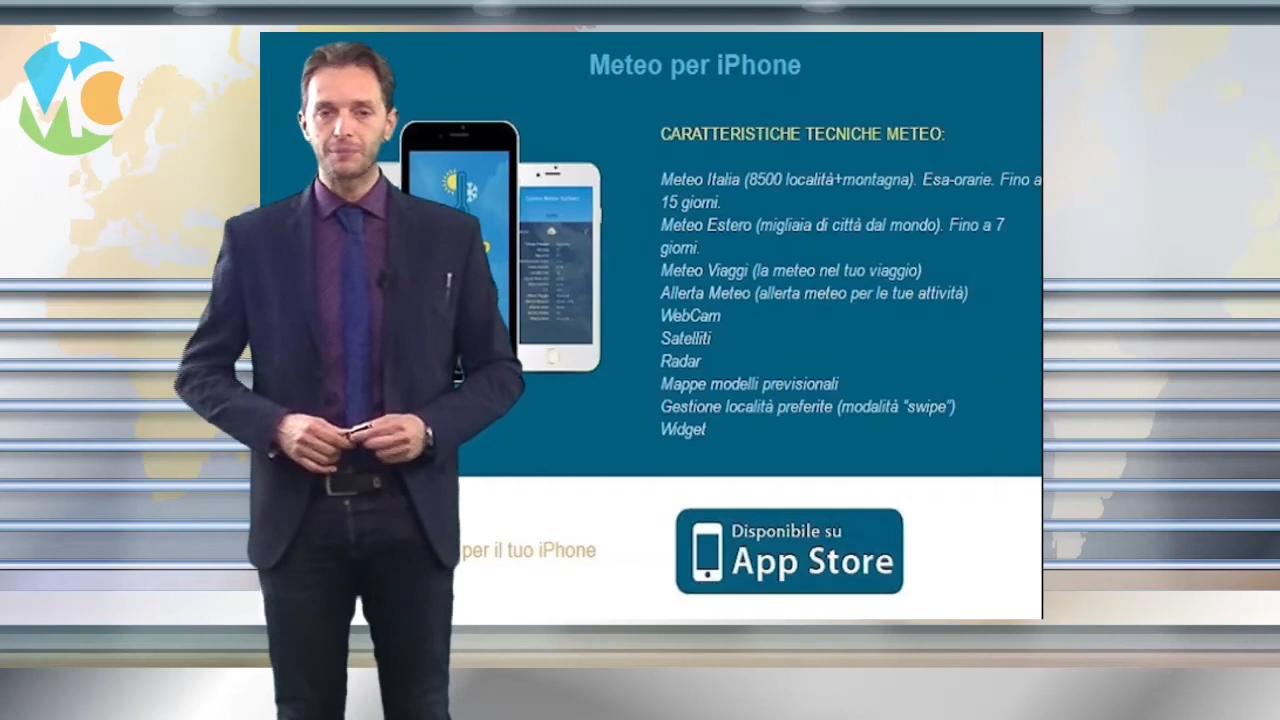 Meteo per iPhone
CARATTERISTICHE TECNICHE METEO:
Meteo Italia (8500 località+montagna). Esa-orarie. Fino a
15 giorni.
Meteo Estero (migliaia di città dal mondo). Fino a 7
giorni.
Meteo Viaggi (la meteo nel tuo viaggio)
Allerta Meteo (allerta meteo per le tue attività)
WebCam
Satelliti
Radar
Mappe modelli previsionali
Gestione località preferite (modalità "swipe")
Widget
per il tuo iPhone
Disponibile su
App Store